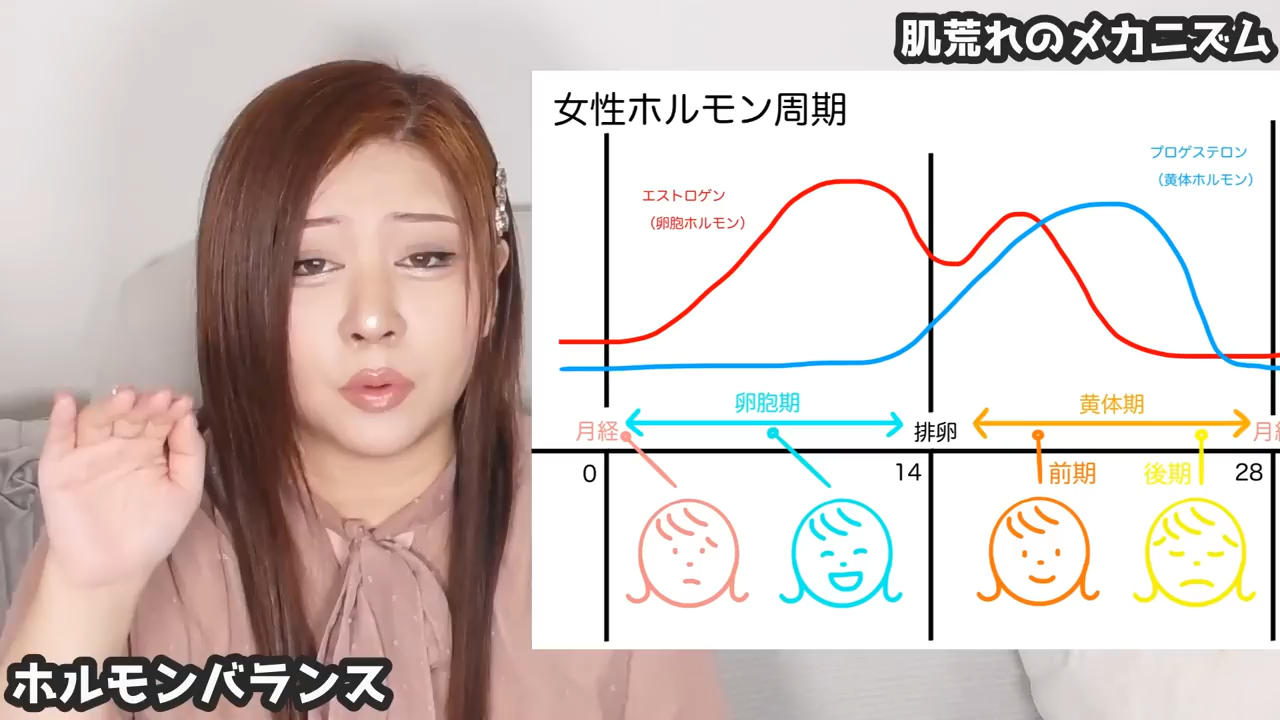 肌荒れのメカニズム
女性ホルモン周期
プロゲステロン
（黄体ホルモン）
エストロゲン
（卵胞ホルモン）
卵胞期
黄体期
月経
排卵
月経
0
14
前期
後期
28
ホルモンバランス